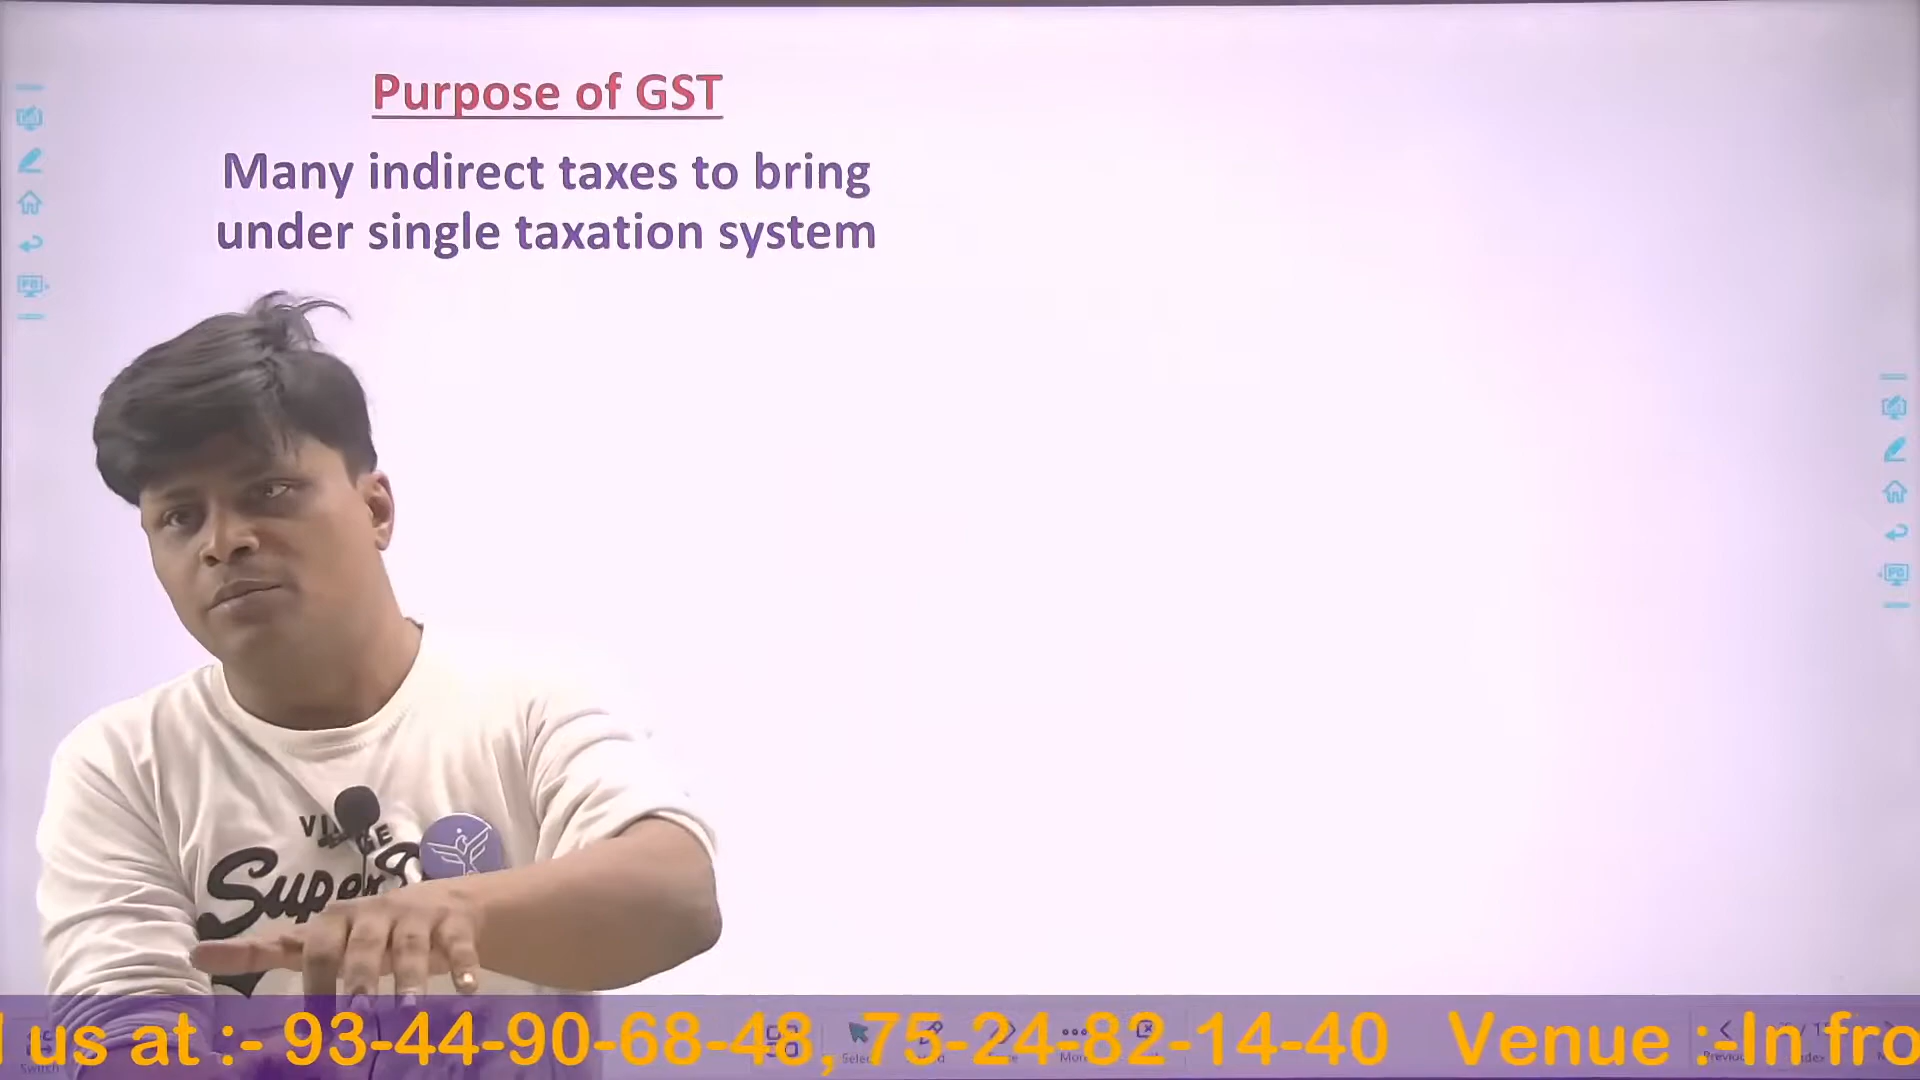 Purpose of GST
Many indirect taxes to bring
under single taxation system
Super
us at :- 93-44-90-68-48, 75-24-82-14-40 Venue :-In fro